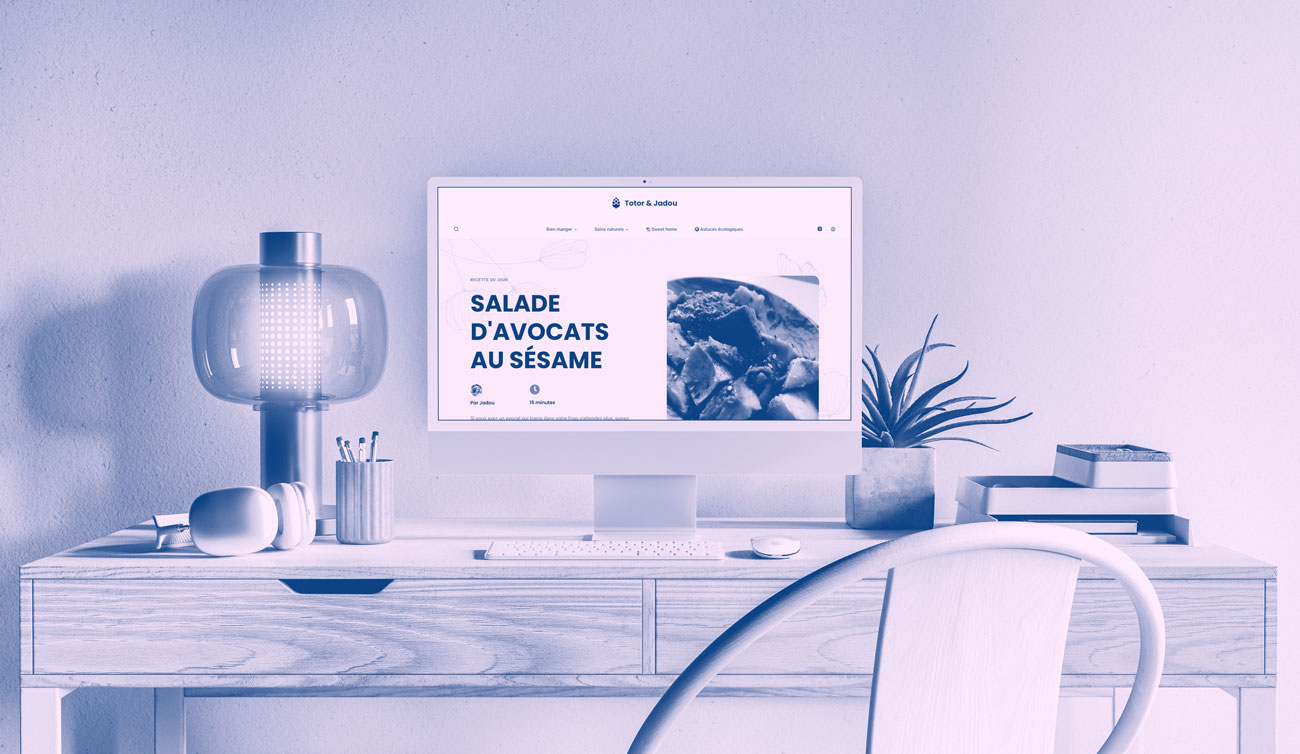 Totor & Jadou
Bien manger
Soins naturels
Sweet home
Astuces écologiques
RECETTE DU JOUR
SALADE
D'AVOCATS
AU SÉSAME
Par Jadou
15 minutes